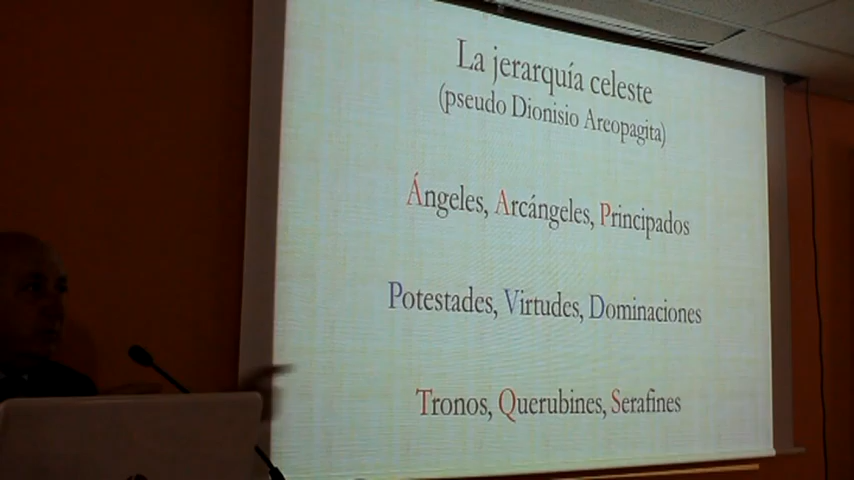 La jerarquía celeste
(pseudo Dionisio Areopagita)
Ángeles, Arcángeles, Principados
Potestades, Virtudes, Dominaciones
Tronos, Querubines, Serafines